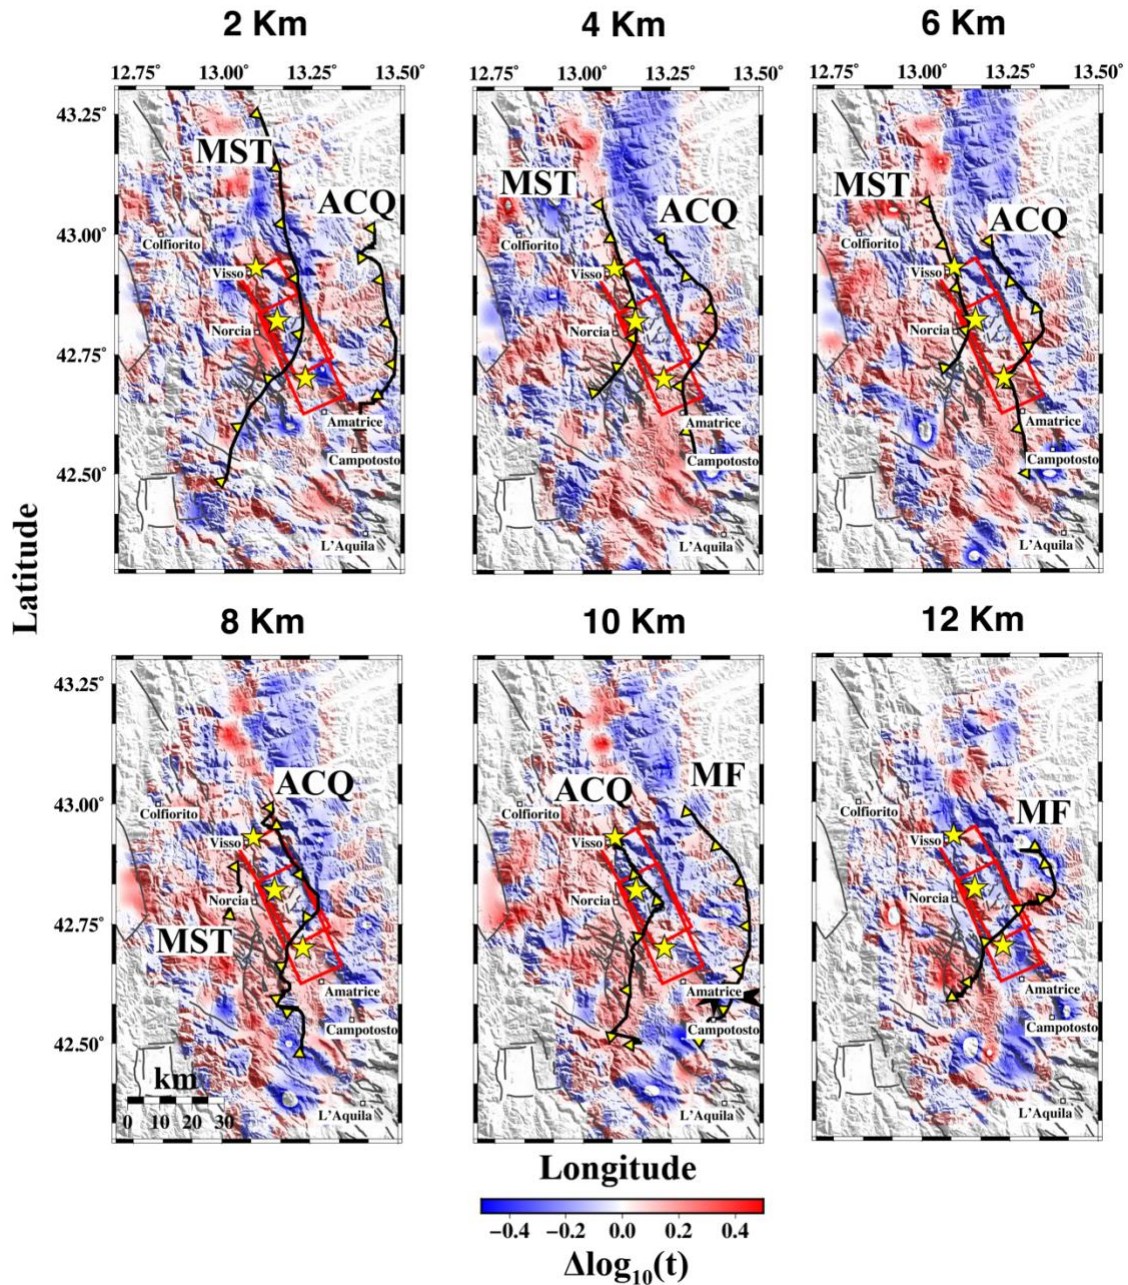 2 Km
4 Km
6 Km
12.75° 13.00° 13.25° 13.50°
12.75° 13.00° 13.25° 13.50°
12.75° 13.00° 13.25° 13.50°
43.25°
43.00°
42.75°
42.50°
MST
ACQ
Colfiorito
Visso
Norcia
Amatrice
Campotosto
L'Aquila
MST
ACQ
Colfiorito
Visso
Norcia
Amatrice
Campotosto
L'Aquila
MST
ACQ
Colfiorito
Visso
Norcia
Amatrice
Campotosto
L'Aquila
Latitude
8 Km
10 Km
12 Km
43.25°
43.00°
42.75°
42.50°
ACQ
Colfiorito
Visso
Norcia
MST
Amatrice
Campotosto
km
0 10 20 30
L'Aquila
ACQ
MF
Colfiorito
Visso
Norcia
Amatrice
Campotosto
L'Aquila
MF
Colfiorito
Visso
Norcia
Amatrice
Campotosto
L'Aquila
Longitude
−0.4 −0.2 0.0 0.2 0.4
Δlog₁₀(t)